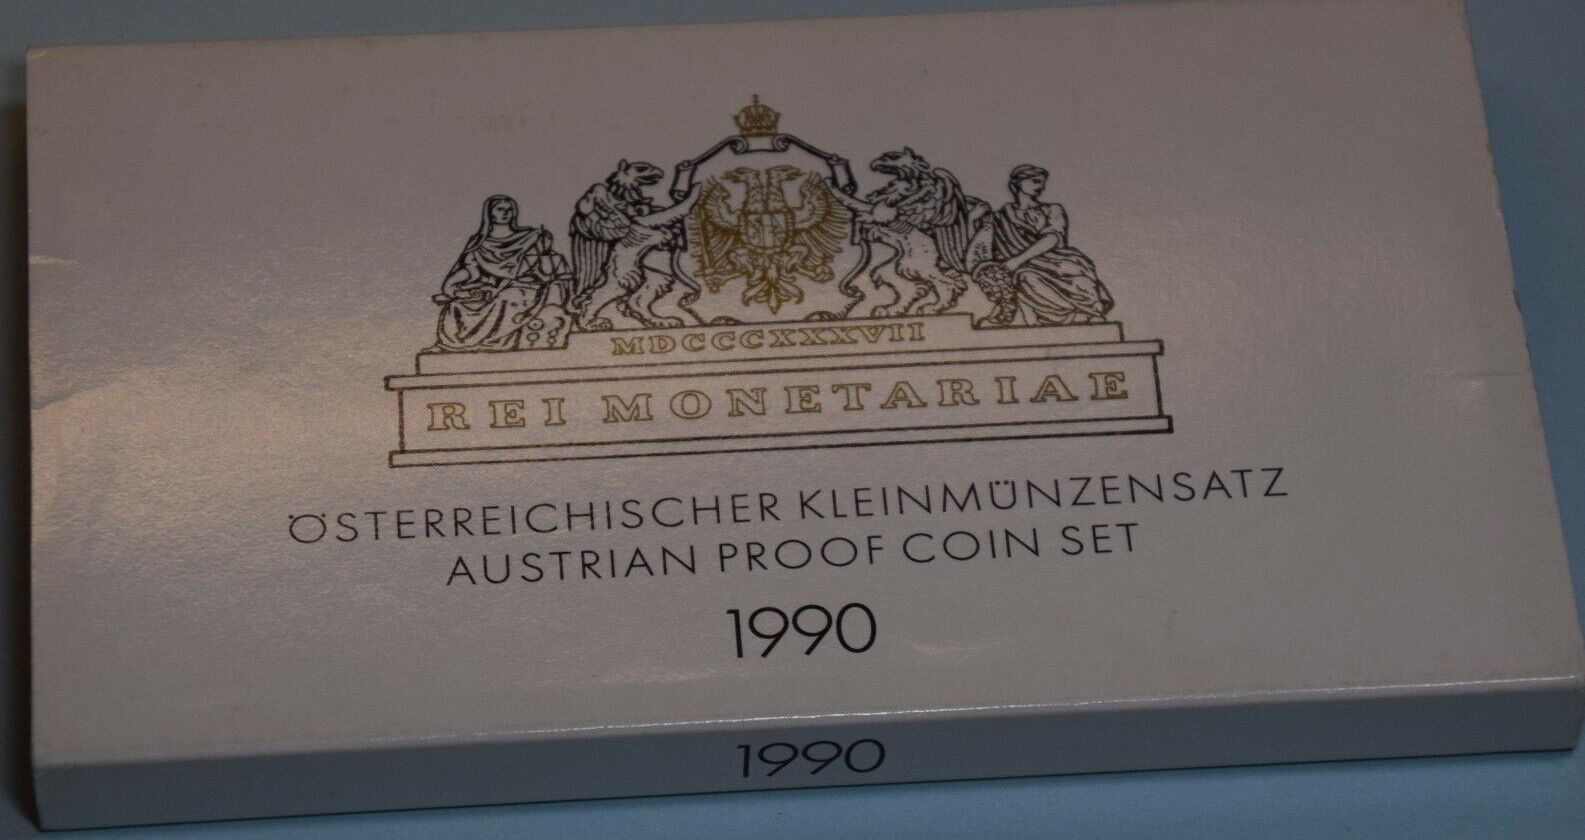 MDCCCXXXVII
REI MONETARIAE
ÖSTERREICHISCHER KLEINMÜNZENSATZ
AUSTRIAN PROOF COIN SET
1990
1990